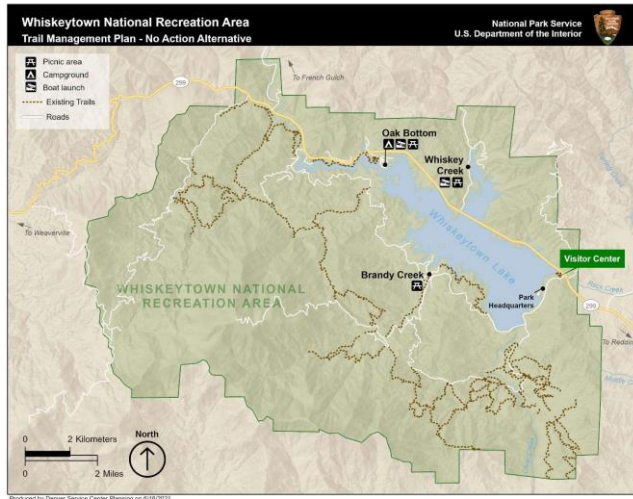 Whiskeytown National Recreation Area
Trail Management Plan - No Action Alternative
National Park Service
U.S. Department of the Interior
Picnic area
Campground
Boat launch
Existing Trails
Roads
299
To French Gulch
Oak Bottom
Whiskey
Creek
To Weaverville
Whiskeytown Lake
Visitor Center
Brandy Creek
WHISKEYTOWN NATIONAL
RECREATION AREA
Park
Headquarters
299
0 2 Kilometers
0 2 Miles
North